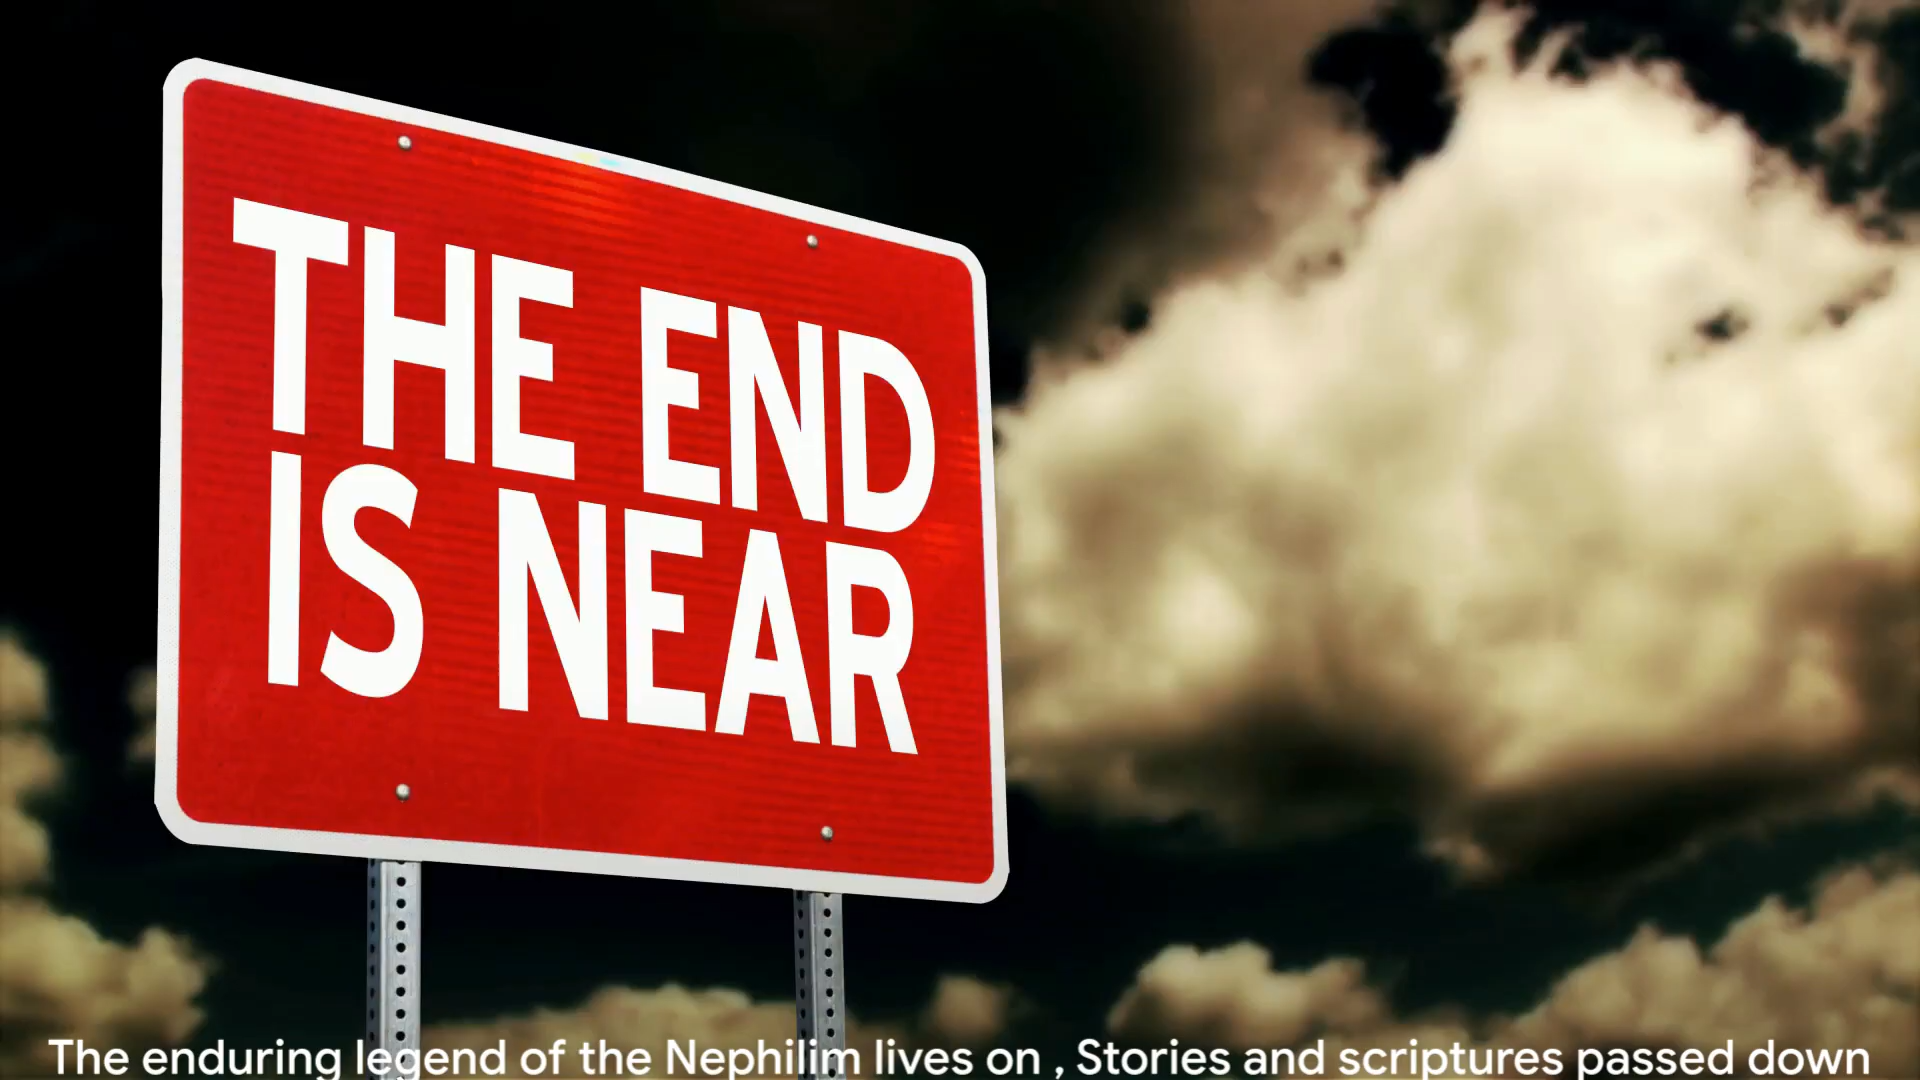 THE END
IS NEAR
The enduring legend of the Nephilim lives on , Stories and scriptures passed down